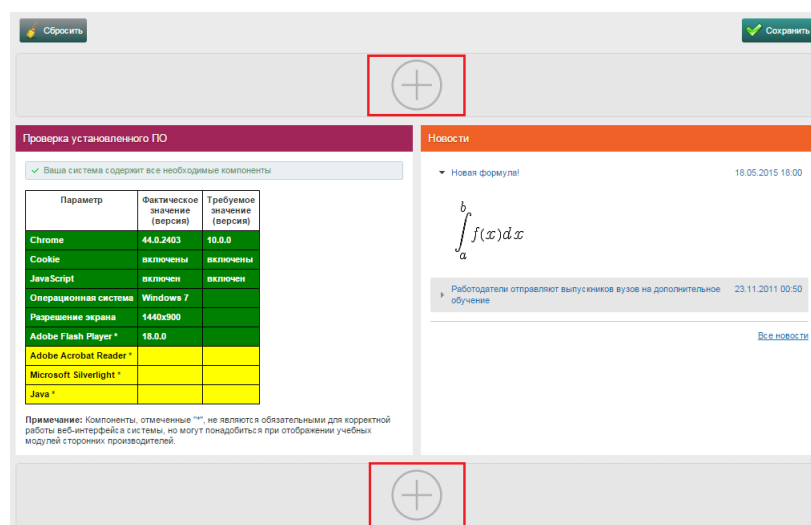 Сбросить
Сохранить
Проверка установленного ПО
Ваша система содержит все необходимые компоненты
Параметр Фактическое значение (версия) Требуемое значение (версия)
Chrome 44.0.2403 10.0.0
Cookie включены включены
JavaScript включен включен
Операционная система Windows 7
Разрешение экрана 1440x900
Adobe Flash Player * 18.0.0
Adobe Acrobat Reader *
Microsoft Silverlight *
Java *
Примечание: Компоненты, отмеченные "*", не являются обязательными для корректной
работы веб-интерфейса системы, но могут понадобиться при отображении учебных
модулей сторонних производителей.
Новости
Новая формула! 18.05.2015 18:00
b
∫ f(x)dx
a
Работодатели отправляют выпускников вузов на дополнительное 23.11.2011 00:50
обучение
Все новости